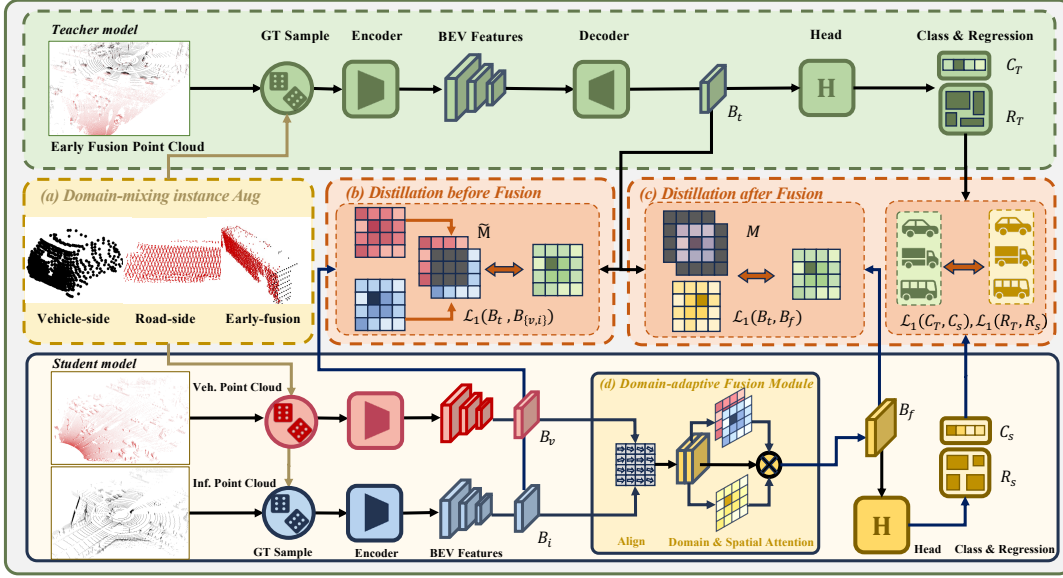 Teacher model
GT Sample
Encoder
BEV Features
Decoder
Head
Class & Regression
C_T
R_T
B_t
H
Early Fusion Point Cloud
(a) Domain-mixing instance Aug
Vehicle-side
Road-side
Early-fusion
(b) Distillation before Fusion
M̃
ℒ₁(B_t , B_{v,i})
(c) Distillation after Fusion
M
ℒ₁(B_t, B_f)
ℒ₁(C_T, C_s),ℒ₁(R_T, R_s)
Student model
Veh. Point Cloud
B_v
Inf. Point Cloud
GT Sample
Encoder
BEV Features
B_i
(d) Domain-adaptive Fusion Module
Align
Domain & Spatial Attention
B_f
H
Head
C_s
R_s
Class & Regression